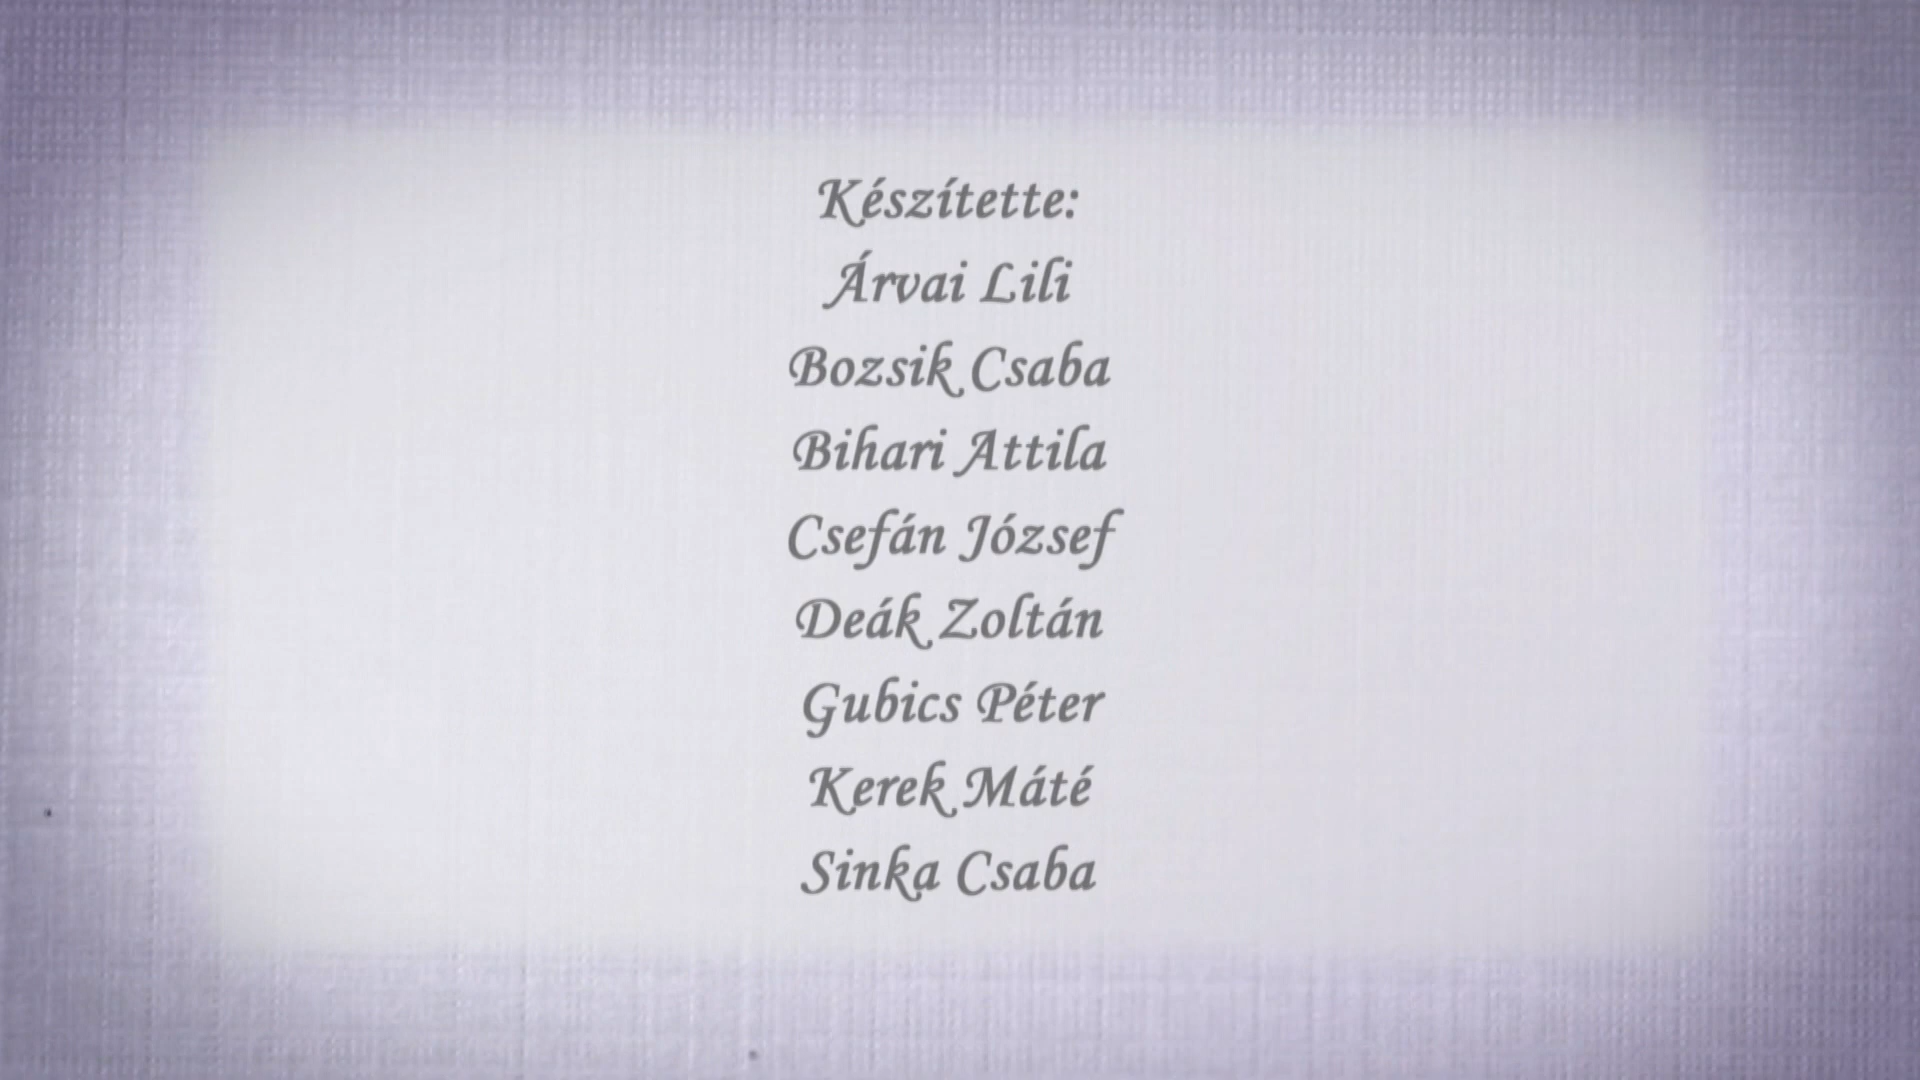 Készítette:
Árvai Lili
Bozsik Csaba
Bihari Attila
Csefán József
Deák Zoltán
Gubics Péter
Kerek Máté
Sinka Csaba